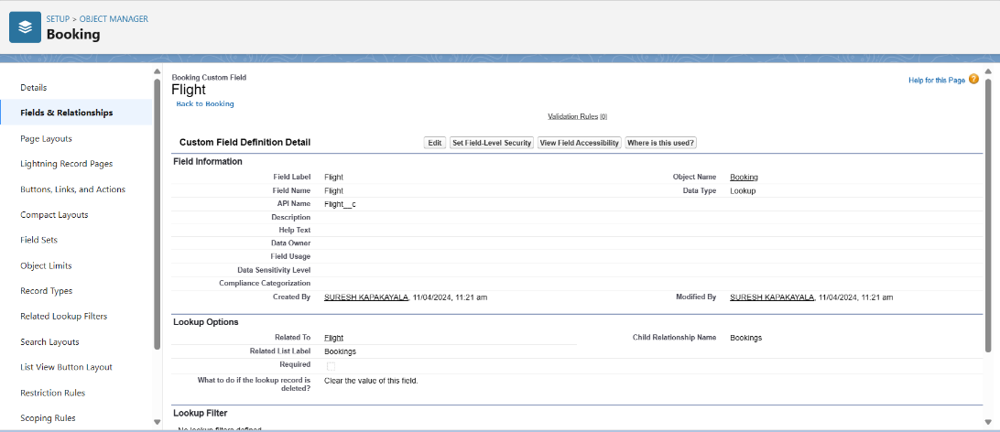 SETUP > OBJECT MANAGER
Booking
Details
Fields & Relationships
Page Layouts
Lightning Record Pages
Buttons, Links, and Actions
Compact Layouts
Field Sets
Object Limits
Record Types
Related Lookup Filters
Search Layouts
List View Button Layout
Restriction Rules
Scoping Rules
Booking Custom Field
Flight
Back to Booking
Help for this Page ?
Validation Rules [0]
Custom Field Definition Detail Edit Set Field-Level Security View Field Accessibility Where is this used?
Field Information
Field Label Flight Object Name Booking
Field Name Flight Data Type Lookup
API Name Flight__c
Description
Help Text
Data Owner
Field Usage
Data Sensitivity Level
Compliance Categorization
Created By SURESH KAPAKAYALA, 11/04/2024, 11:21 am Modified By SURESH KAPAKAYALA, 11/04/2024, 11:21 am
Lookup Options
Related To Flight Child Relationship Name Bookings
Related List Label Bookings
Required
What to do if the lookup record is deleted? Clear the value of this field.
Lookup Filter
No lookup filters defined